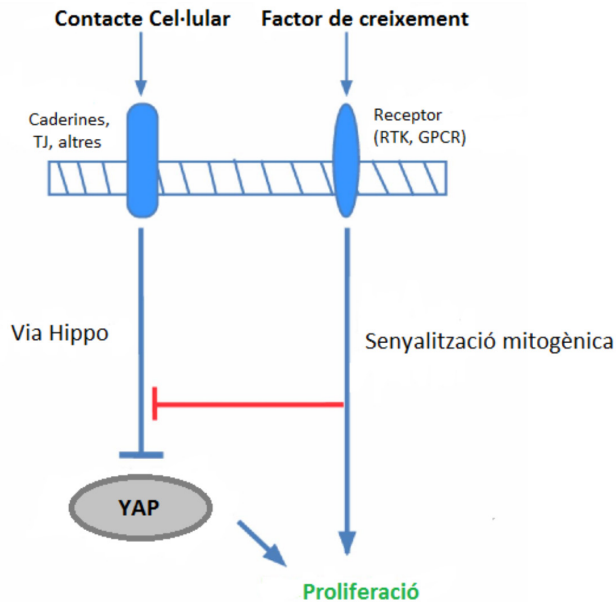 Contacte Cel·lular
Factor de creixement
Caderines,
TJ, altres
Receptor
(RTK, GPCR)
Via Hippo
Senyalització mitogènica
YAP
Proliferació